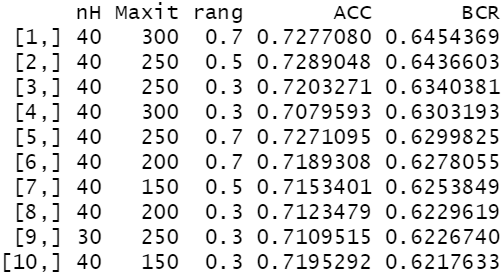 nH Maxit rang ACC BCR
[1,] 40 300 0.7 0.7277080 0.6454369
[2,] 40 250 0.5 0.7289048 0.6436603
[3,] 40 250 0.3 0.7203271 0.6340381
[4,] 40 300 0.3 0.7079593 0.6303193
[5,] 40 250 0.7 0.7271095 0.6299825
[6,] 40 200 0.7 0.7189308 0.6278055
[7,] 40 150 0.5 0.7153401 0.6253849
[8,] 40 200 0.3 0.7123479 0.6229619
[9,] 30 250 0.3 0.7109515 0.6226740
[10,] 40 150 0.3 0.7195292 0.6217633